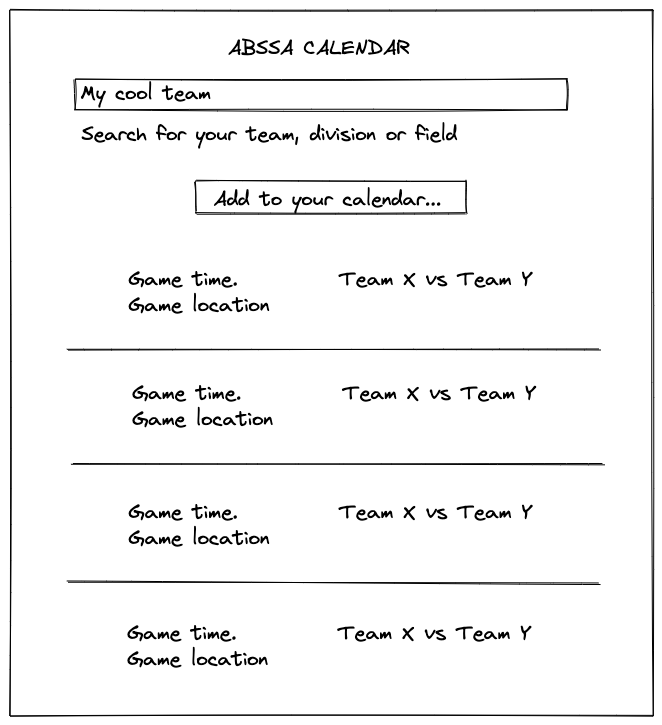 ABSSA CALENDAR
My cool team
Search for your team, division or field
Add to your calendar...
Game time. Team X vs Team Y
Game location
Game time. Team X vs Team Y
Game location
Game time. Team X vs Team Y
Game location
Game time. Team X vs Team Y
Game location